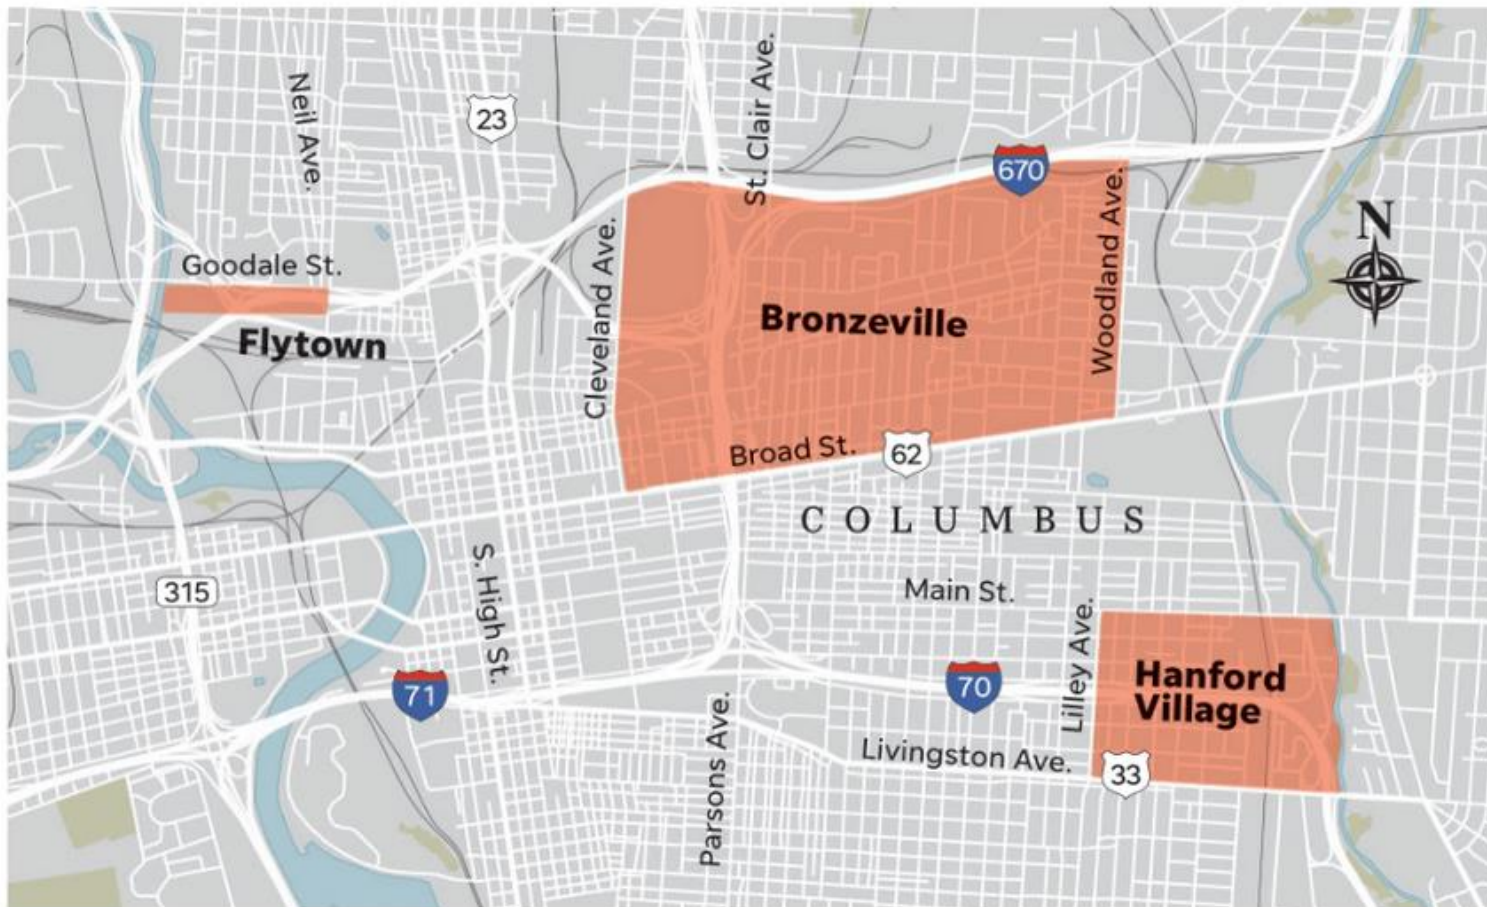 Neil Ave.
23
St. Clair Ave.
670
N
Goodale St.
Flytown
Cleveland Ave.
Bronzeville
Woodland Ave.
Broad St.
62
COLUMBUS
315
S. High St.
Main St.
Lilley Ave.
Hanford
Village
71
70
Parsons Ave.
Livingston Ave.
33